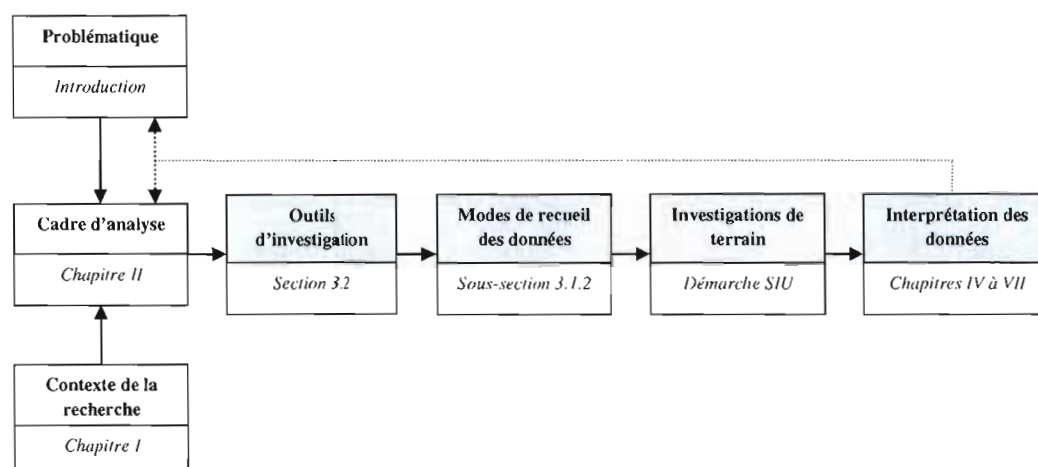 Problématique
Introduction
Cadre d'analyse
Chapitre II
Outils
d'investigation
Section 3.2
Modes de recueil
des données
Sous-section 3.1.2
Investigations de
terrain
Démarche SIU
Interprétation des
données
Chapitres IV à VII
Contexte de la
recherche
Chapitre I